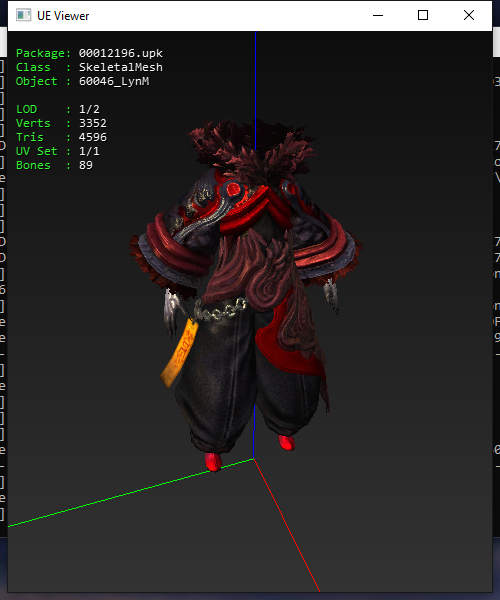 UE Viewer
Package: 00012196.upk
Class : SkeletalMesh
Object : 60046_LynM
LOD : 1/2
Verts : 3352
Tris : 4596
UV Set : 1/1
Bones : 89